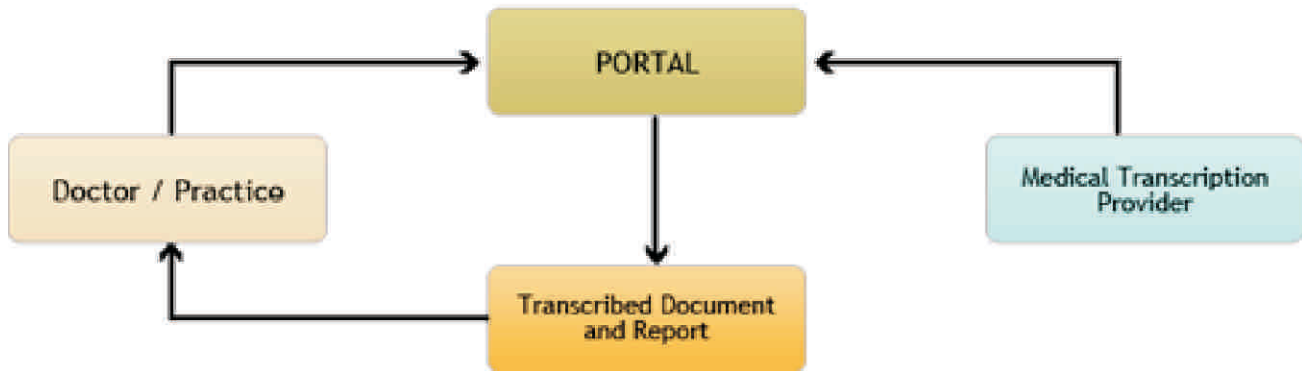 PORTAL
Doctor / Practice
Medical Transcription
Provider
Transcribed Document
and Report